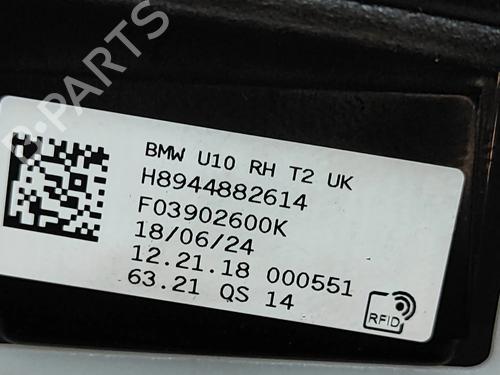 B-PARTS
BMW U10 RH T2 UK
H8944882614
F03902600K
18/06/24
12.21.18 000551
63.21 QS 14
RFID